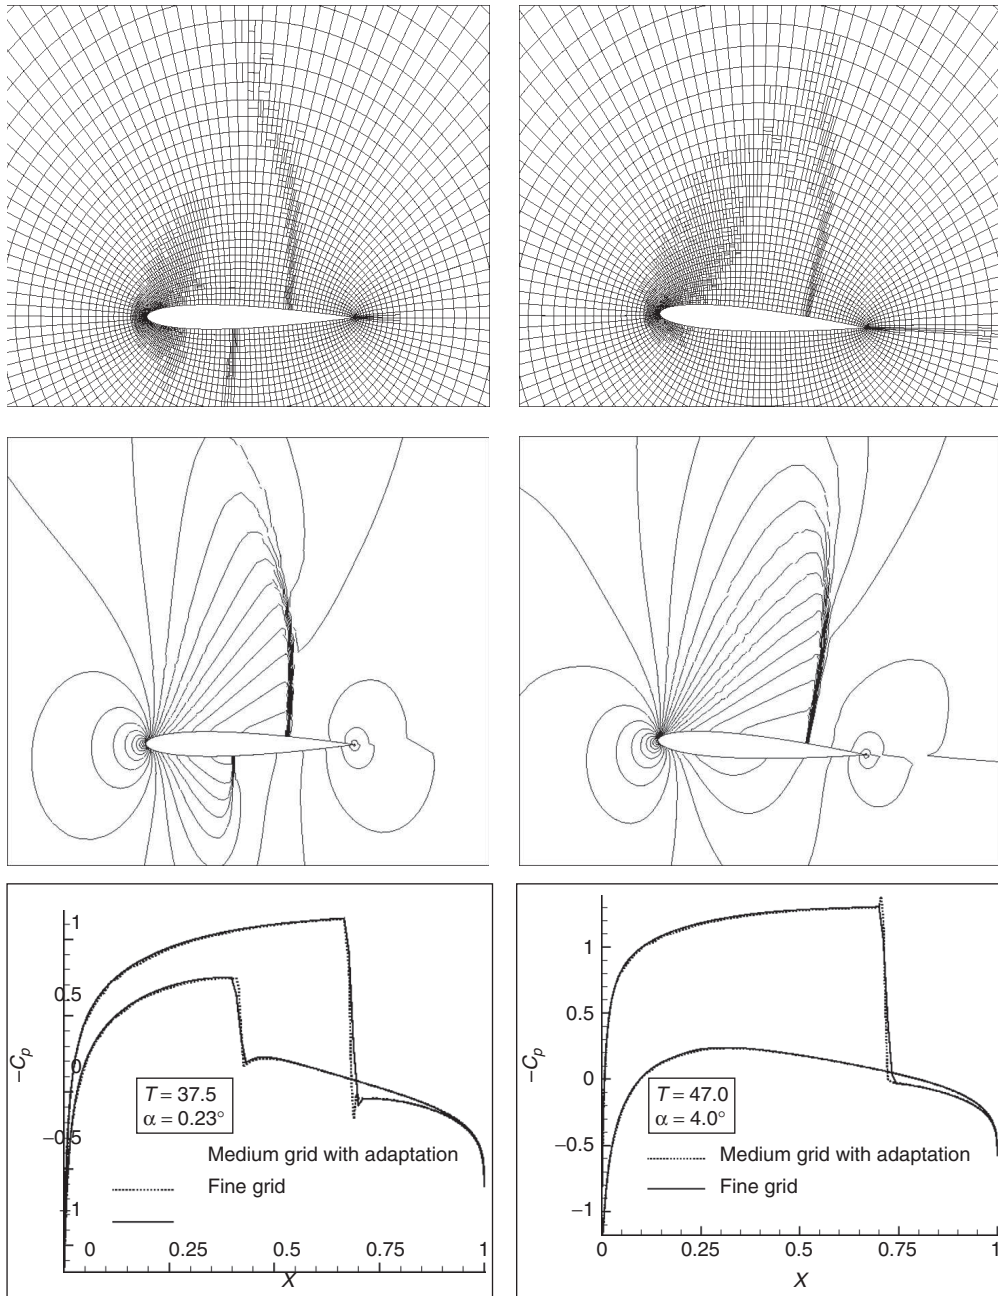 1
0.5
0
−0.5
−1
−Cp
T = 37.5
α = 0.23°
Medium grid with adaptation
Fine grid
0
0.25
0.5
0.75
1
X
1
0.5
0
−0.5
−1
−Cp
T = 47.0
α = 4.0°
Medium grid with adaptation
Fine grid
0
0.25
0.5
0.75
1
X